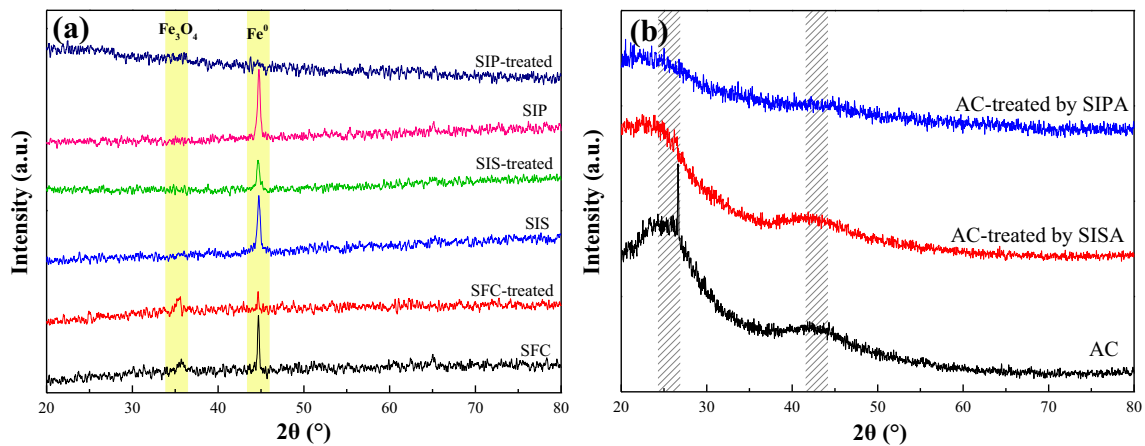 (a)
Fe₃O₄
Fe⁰
SIP-treated
SIP
SIS-treated
SIS
SFC-treated
SFC
Intensity (a.u.)
20 30 40 50 60 70 80
2θ (°)
(b)
AC-treated by SIPA
AC-treated by SISA
AC
Intensity (a.u.)
20 30 40 50 60 70 80
2θ (°)